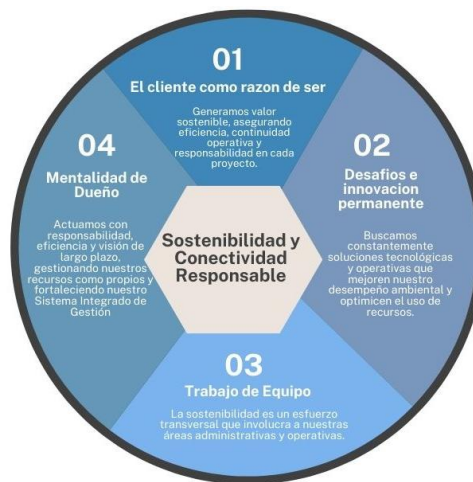 01
El cliente como razon de ser
Generamos valor
sostenible, asegurando
eficiencia, continuidad
operativa y
responsabilidad en cada
proyecto.
02
Desafios e
innovacion
permanente
Buscamos
constantemente
soluciones tecnológicas
y operativas que
mejoren nuestro
desempeño ambiental y
optimicen el uso de
recursos.
03
Trabajo de Equipo
La sostenibilidad es un esfuerzo
transversal que involucra a nuestras
áreas administrativas y operativas.
04
Mentalidad de
Dueño
Actuamos con
responsabilidad,
eficiencia y visión de
largo plazo,
gestionando nuestros
recursos como propios y
fortaleciendo nuestro
Sistema Integrado de
Gestión
Sostenibilidad y
Conectividad
Responsable